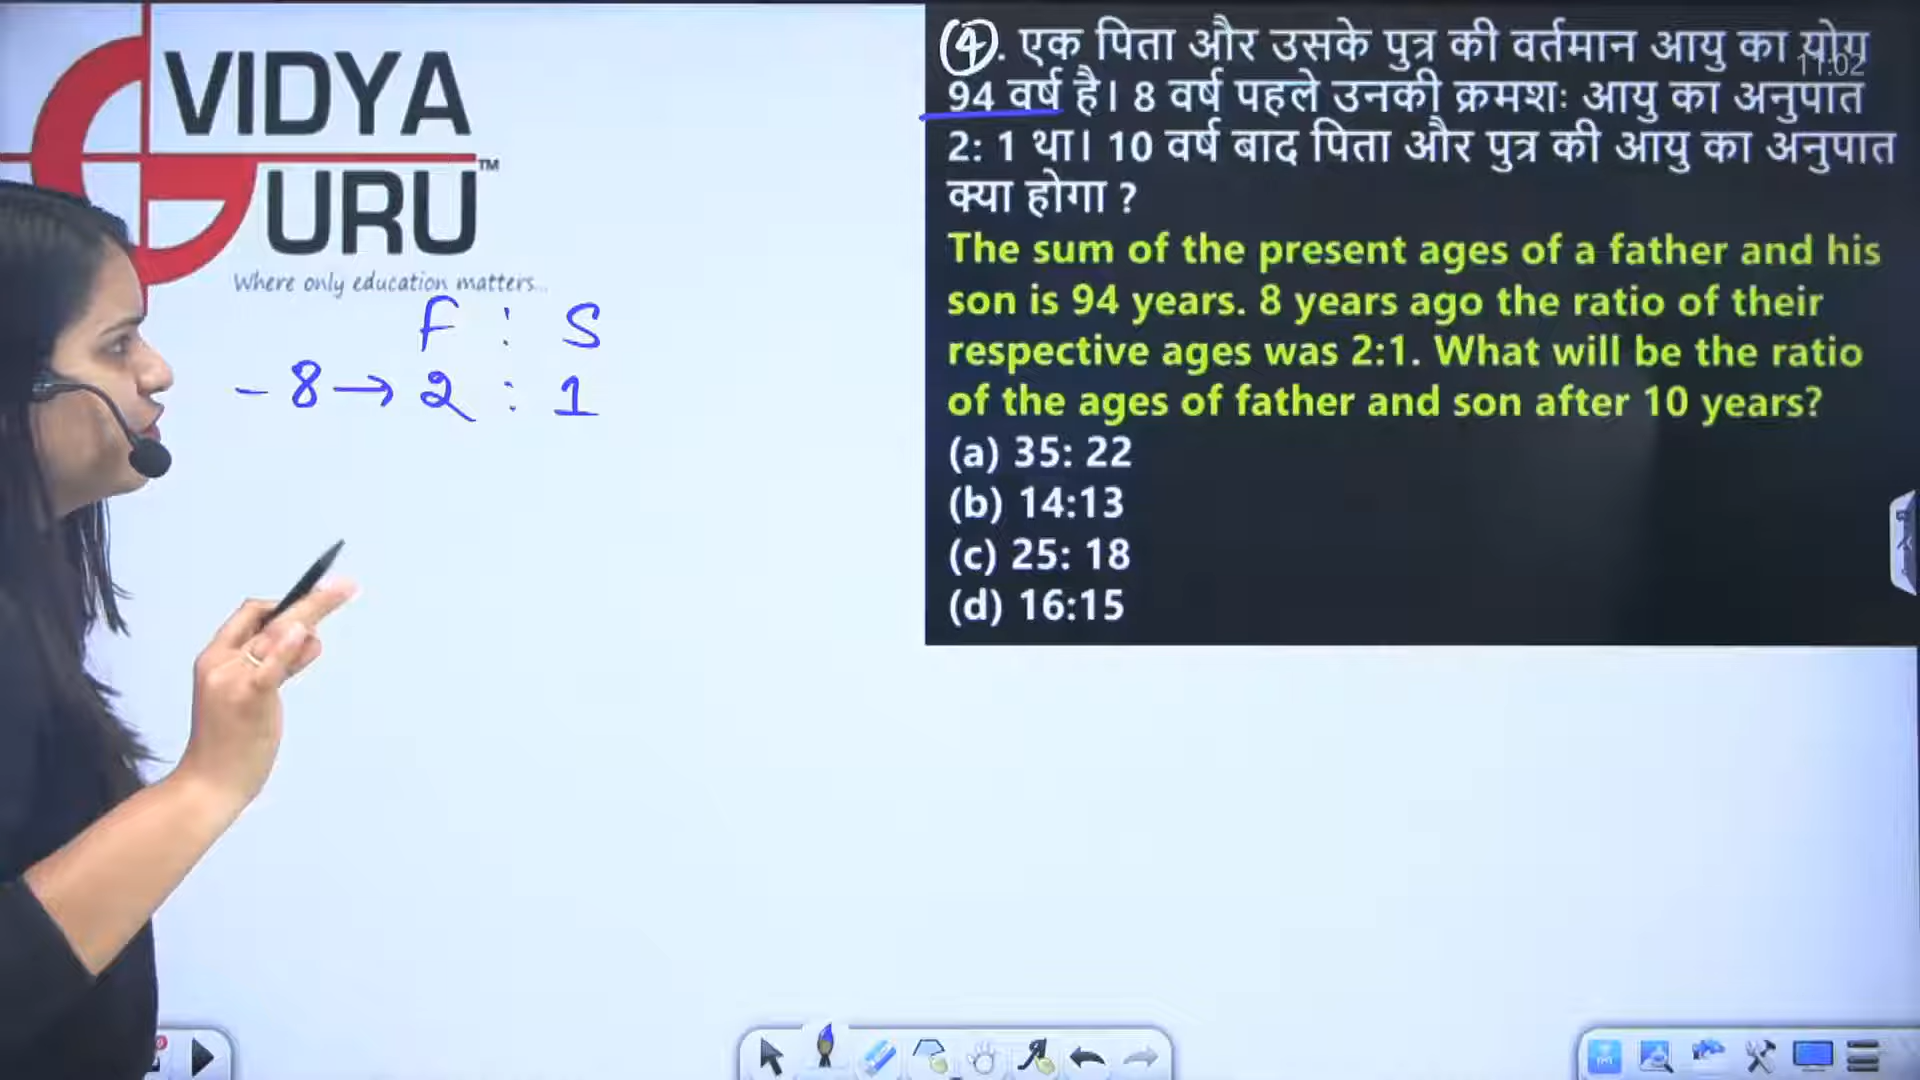 VIDYA
GURU™
Where only education matters...
F : S
-8 → 2 : 1
④. एक पिता और उसके पुत्र की वर्तमान आयु का योग
11:02
94 वर्ष है। 8 वर्ष पहले उनकी क्रमशः आयु का अनुपात
2: 1 था। 10 वर्ष बाद पिता और पुत्र की आयु का अनुपात
क्या होगा ?
The sum of the present ages of a father and his
son is 94 years. 8 years ago the ratio of their
respective ages was 2:1. What will be the ratio
of the ages of father and son after 10 years?
(a) 35: 22
(b) 14:13
(c) 25: 18
(d) 16:15